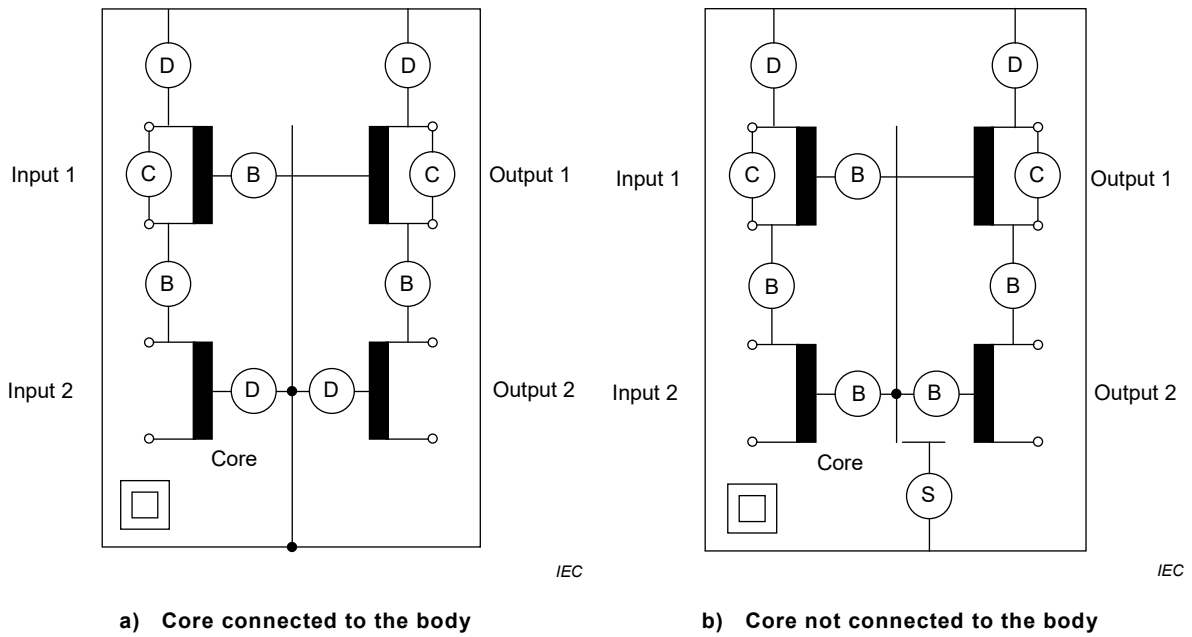 D
D
C
B
C
Input 1
Output 1
B
B
D
D
Input 2
Output 2
Core
IEC
a) Core connected to the body
D
D
C
B
C
Input 1
Output 1
B
B
B
B
Input 2
Output 2
Core
S
IEC
b) Core not connected to the body